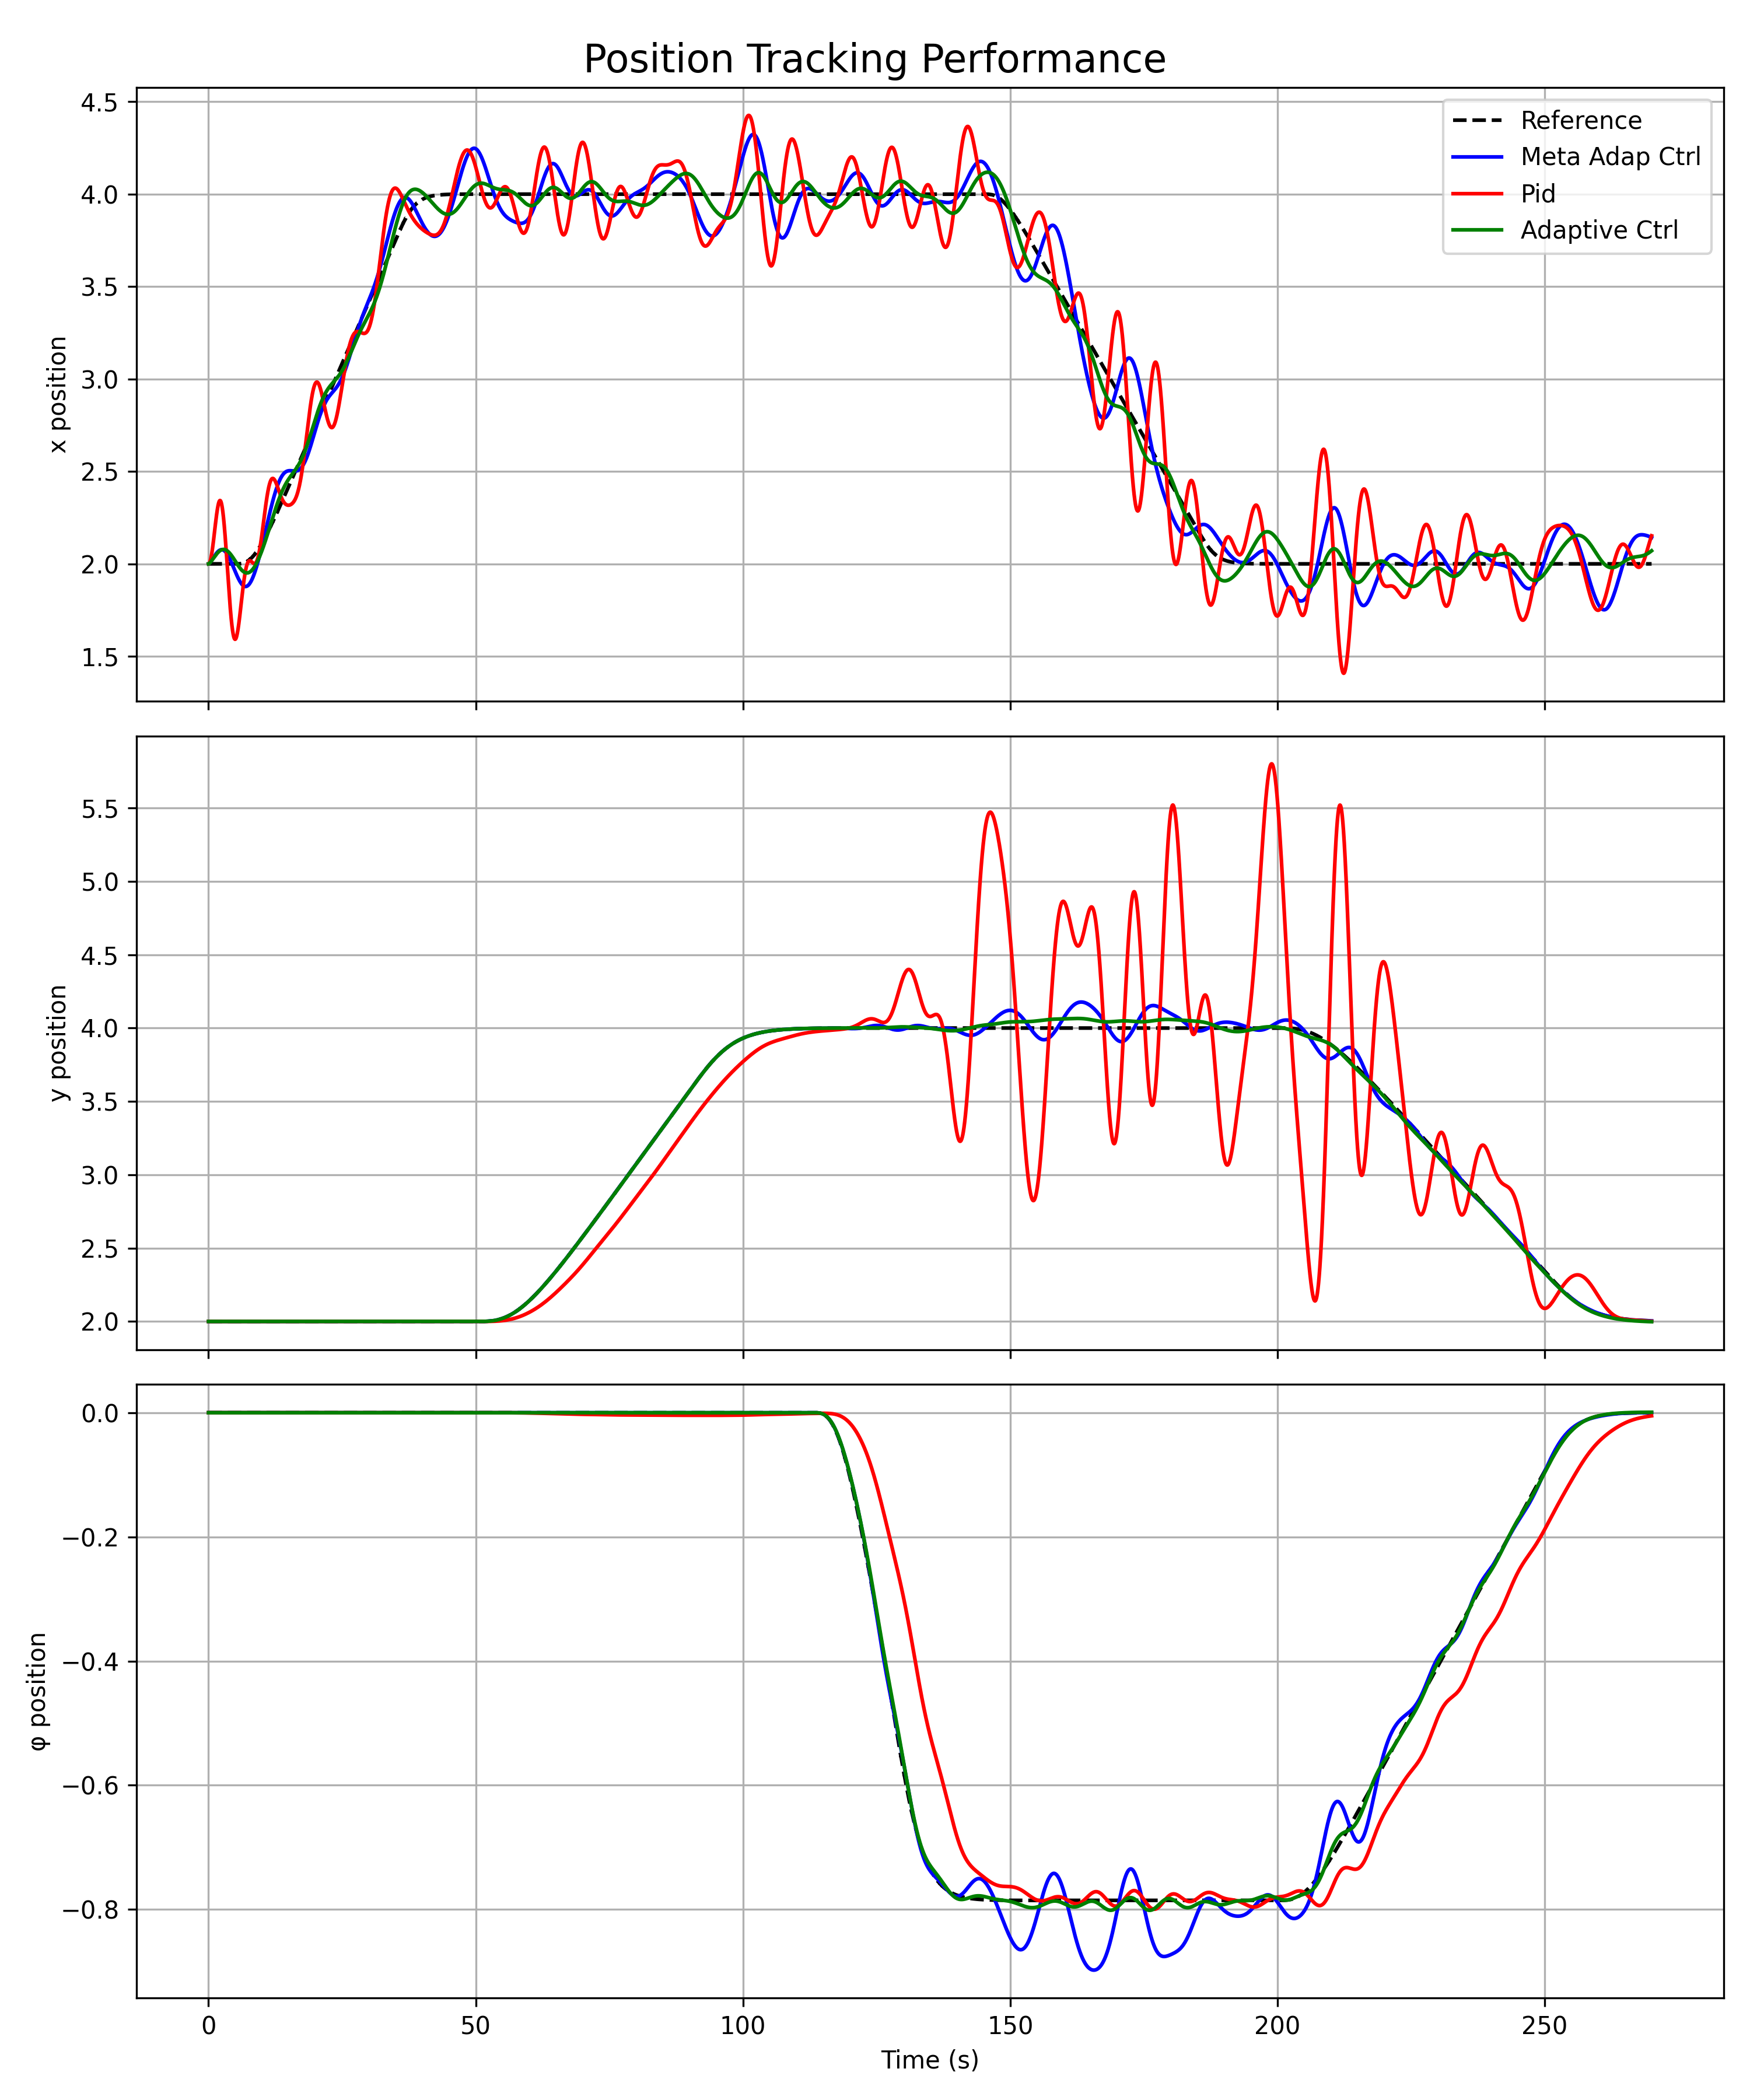 Position Tracking Performance
4.5
4.0
3.5
3.0
2.5
2.0
1.5
x position
Reference
Meta Adap Ctrl
Pid
Adaptive Ctrl
5.5
5.0
4.5
4.0
3.5
3.0
2.5
2.0
y position
0.0
−0.2
−0.4
−0.6
−0.8
φ position
0 50 100 150 200 250
Time (s)